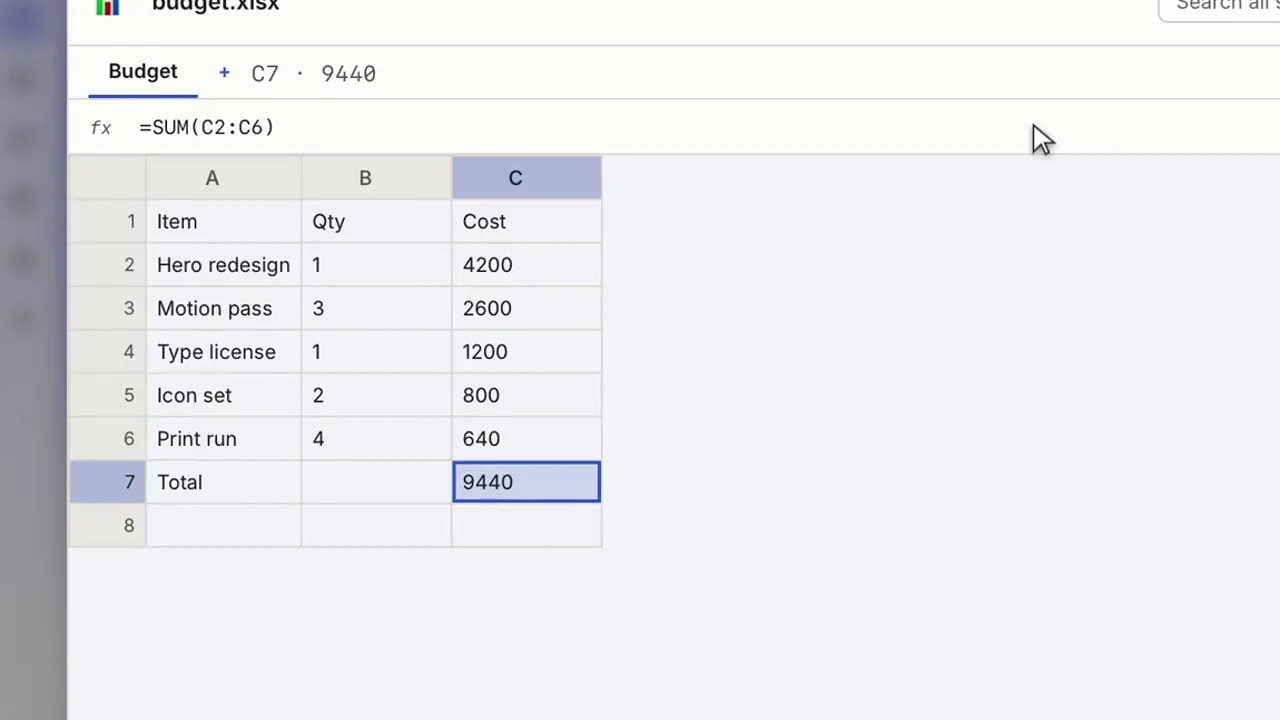 budget.xlsx
Search all s
Budget + C7 · 9440
fx =SUM(C2:C6)
A B C
1 Item Qty Cost
2 Hero redesign 1 4200
3 Motion pass 3 2600
4 Type license 1 1200
5 Icon set 2 800
6 Print run 4 640
7 Total 9440
8